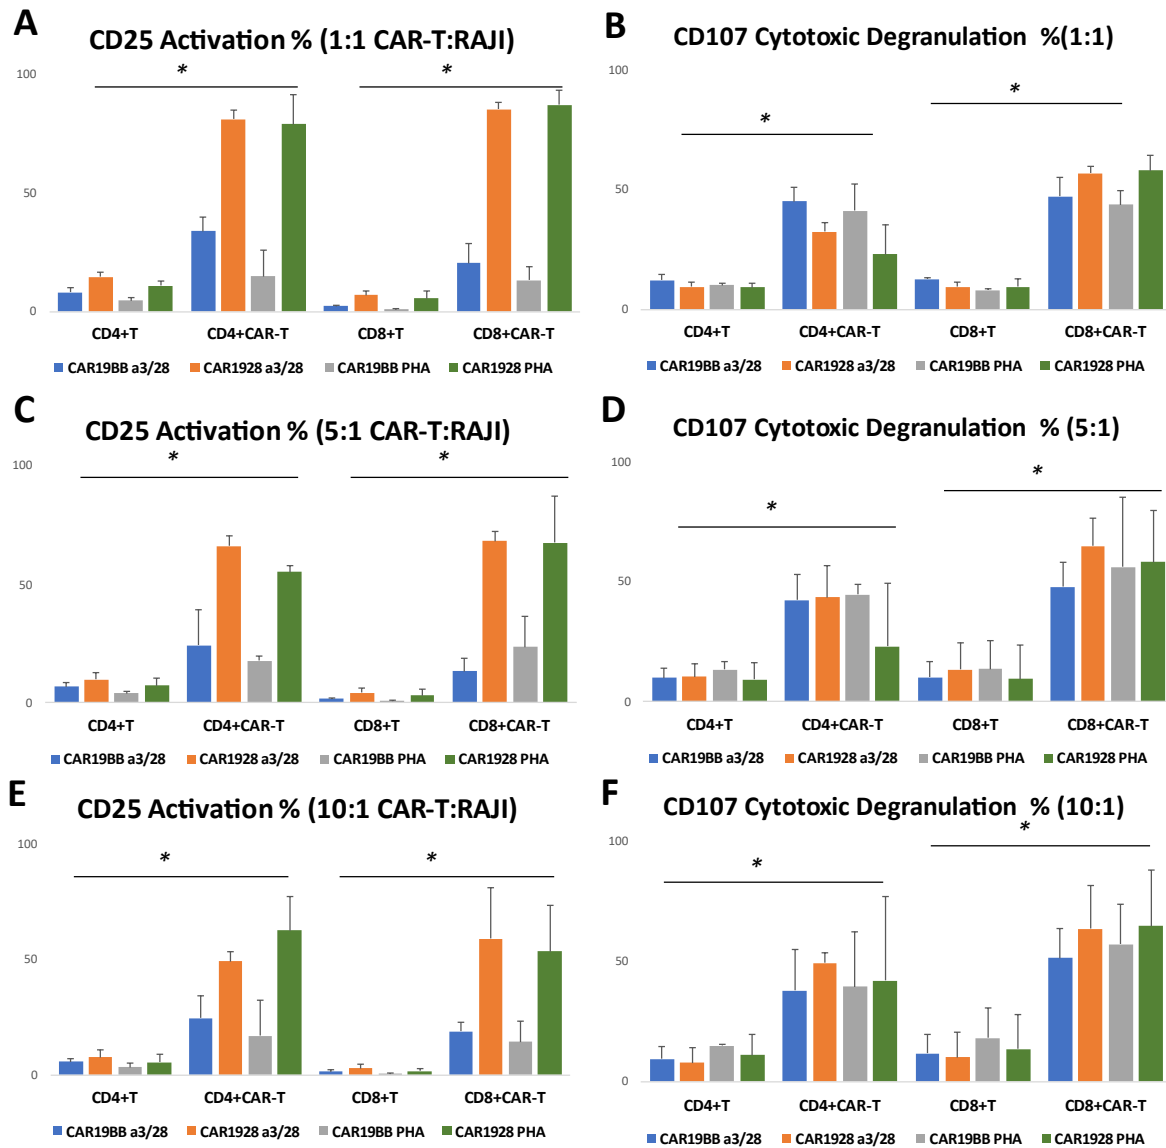 A
CD25 Activation % (1:1 CAR-T:RAJI)
*
*
100
50
0
CD4+T
CD4+CAR-T
CD8+T
CD8+CAR-T
CAR19BB a3/28
CAR1928 a3/28
CAR19BB PHA
CAR1928 PHA
B
CD107 Cytotoxic Degranulation %(1:1)
*
*
100
50
0
CD4+T
CD4+CAR-T
CD8+T
CD8+CAR-T
CAR19BB a3/28
CAR1928 a3/28
CAR19BB PHA
CAR1928 PHA
C
CD25 Activation % (5:1 CAR-T:RAJI)
*
*
100
50
0
CD4+T
CD4+CAR-T
CD8+T
CD8+CAR-T
CAR19BB a3/28
CAR1928 a3/28
CAR19BB PHA
CAR1928 PHA
D
CD107 Cytotoxic Degranulation % (5:1)
*
*
100
50
0
CD4+T
CD4+CAR-T
CD8+T
CD8+CAR-T
CAR19BB a3/28
CAR1928 a3/28
CAR19BB PHA
CAR1928 PHA
E
CD25 Activation % (10:1 CAR-T:RAJI)
*
*
100
50
0
CD4+T
CD4+CAR-T
CD8+T
CD8+CAR-T
CAR19BB a3/28
CAR1928 a3/28
CAR19BB PHA
CAR1928 PHA
F
CD107 Cytotoxic Degranulation % (10:1)
*
*
100
50
0
CD4+T
CD4+CAR-T
CD8+T
CD8+CAR-T
CAR19BB a3/28
CAR1928 a3/28
CAR19BB PHA
CAR1928 PHA